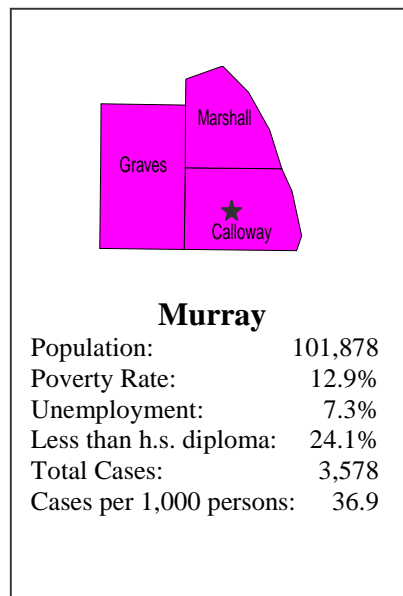 Marshall
Graves
Calloway
Murray
Population: 101,878
Poverty Rate: 12.9%
Unemployment: 7.3%
Less than h.s. diploma: 24.1%
Total Cases: 3,578
Cases per 1,000 persons: 36.9